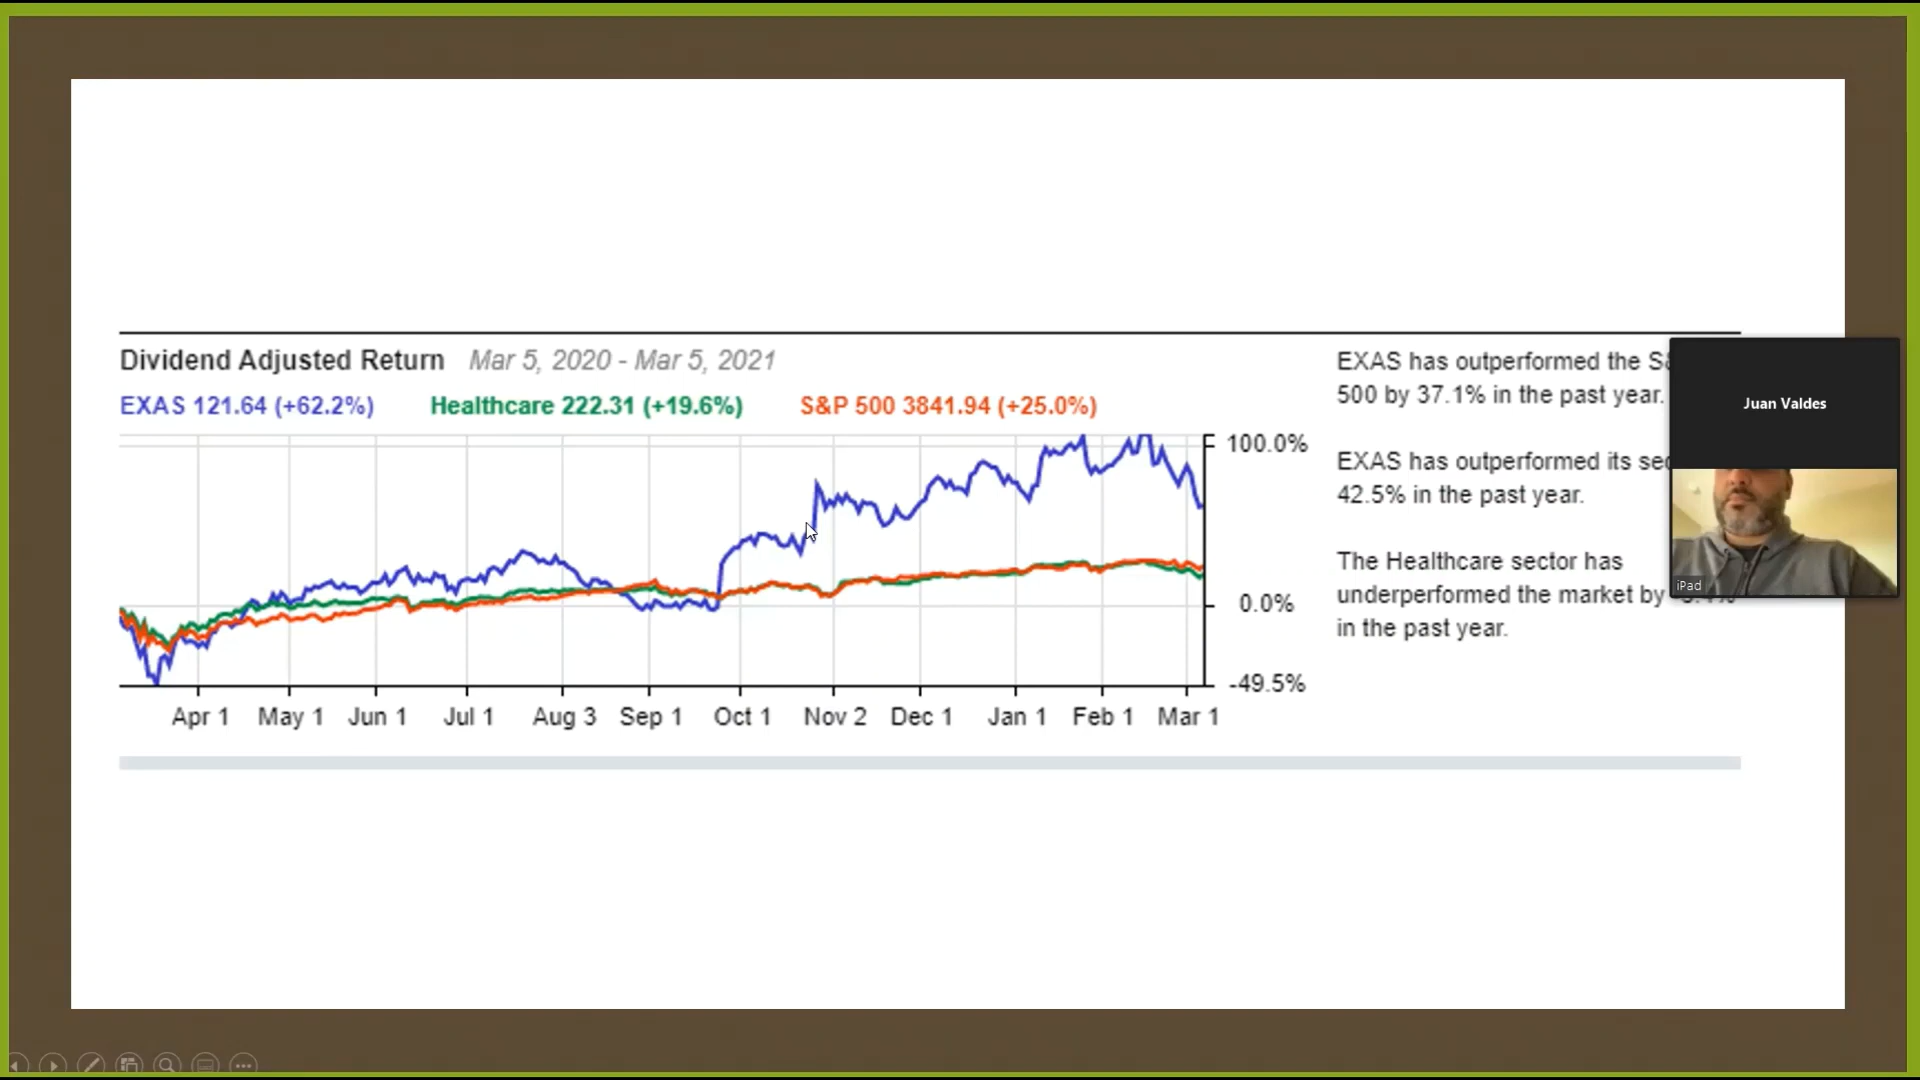 Dividend Adjusted Return Mar 5, 2020 - Mar 5, 2021
EXAS 121.64 (+62.2%) Healthcare 222.31 (+19.6%) S&P 500 3841.94 (+25.0%)
100.0%
0.0%
-49.5%
Apr 1 May 1 Jun 1 Jul 1 Aug 3 Sep 1 Oct 1 Nov 2 Dec 1 Jan 1 Feb 1 Mar 1
EXAS has outperformed the
500 by 37.1% in the past year.
EXAS has outperformed its
42.5% in the past year.
The Healthcare sector has
underperformed the market by
in the past year.
Juan Valdes
iPad